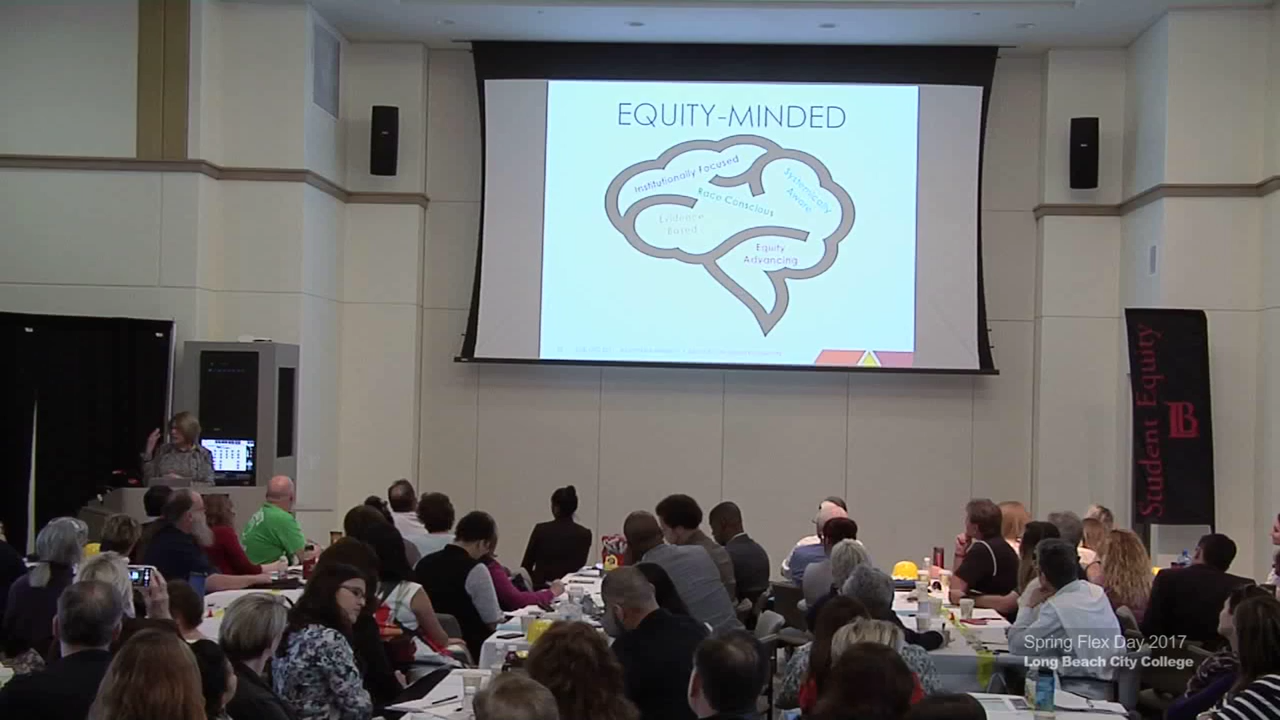 EQUITY-MINDED
Institutionally Focused
Systemically
Aware
Race Conscious
Evidence
Based
Equity
Advancing
Student Equity
LB
Spring Flex Day 2017
Long Beach City College